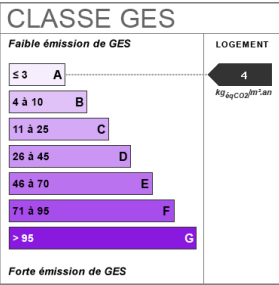 CLASSE GES
Faible émission de GES
LOGEMENT
≤ 3 A
4
kgéqCO2/m².an
4 à 10 B
11 à 25 C
26 à 45 D
46 à 70 E
71 à 95 F
> 95 G
Forte émission de GES